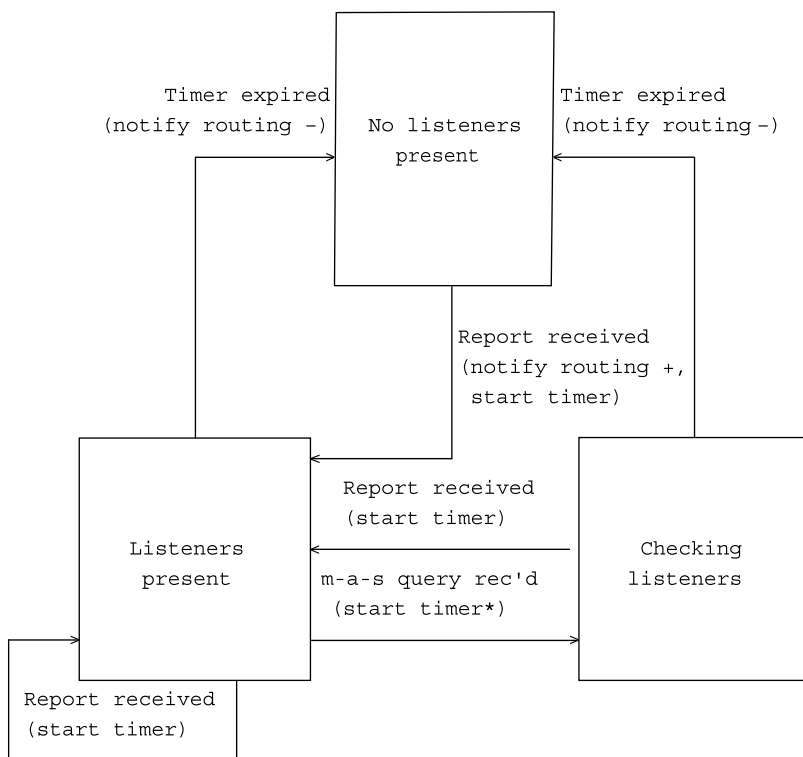 Timer expired
(notify routing –)
Timer expired
(notify routing –)
No listeners
present
Report received
(notify routing +,
start timer)
Report received
(start timer)
Listeners
present
Checking
listeners
m-a-s query rec'd
(start timer*)
Report received
(start timer)